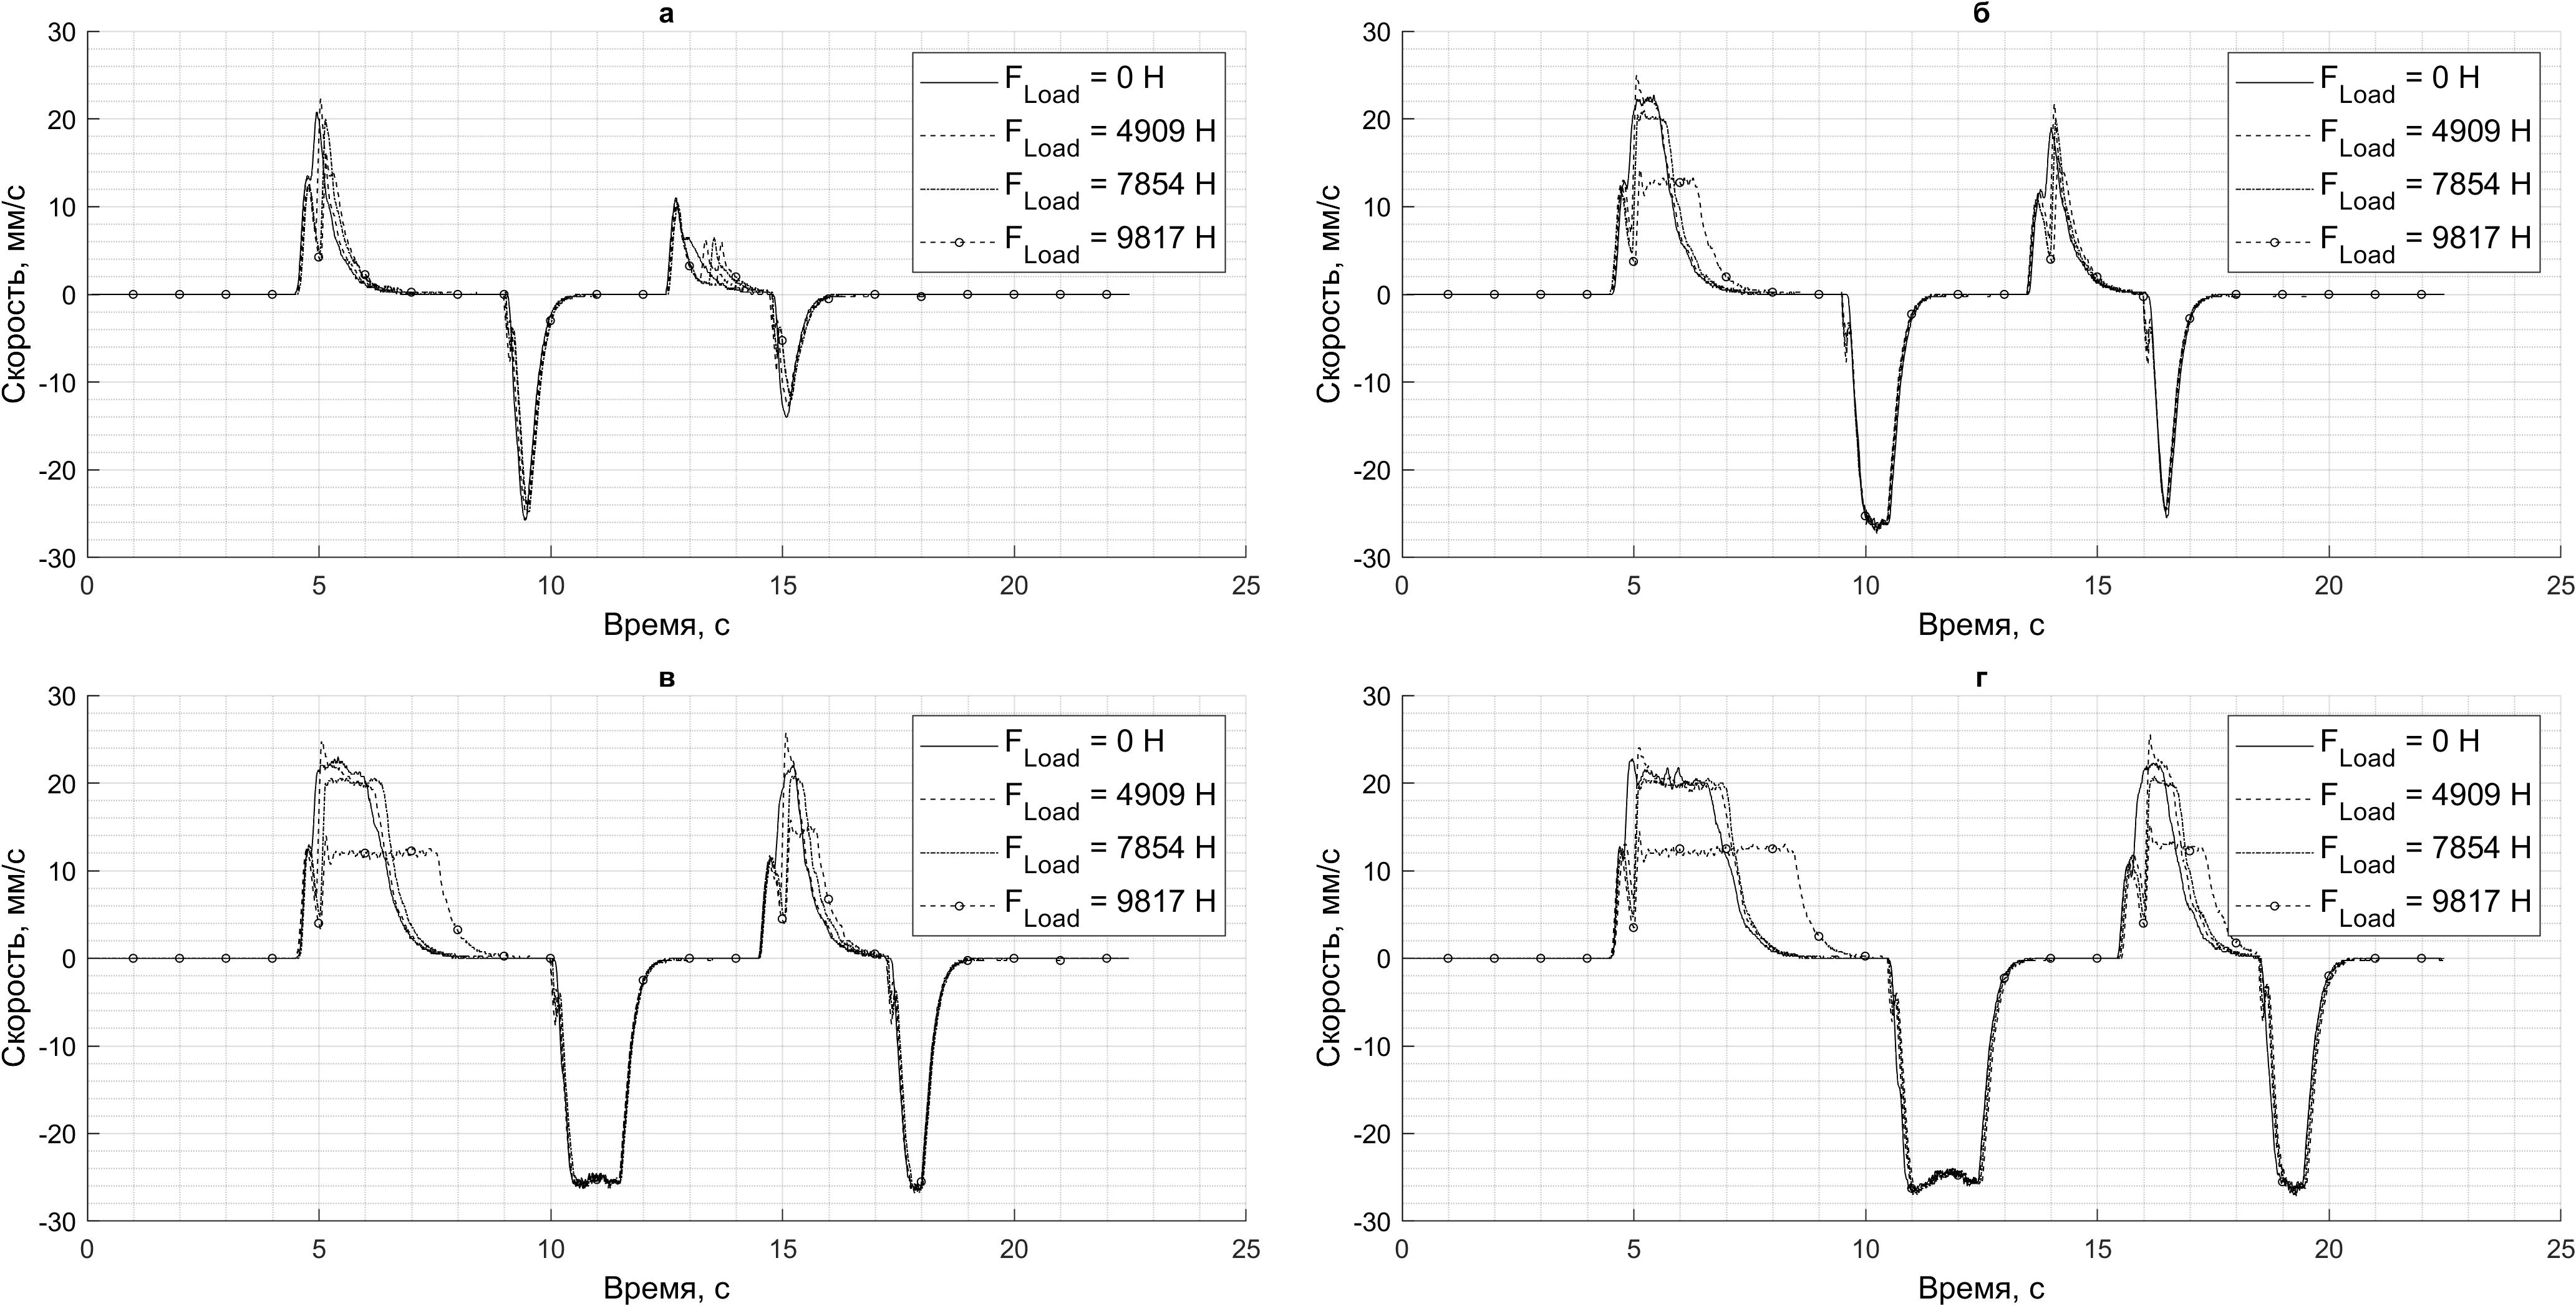 а
30
20
10
0
-10
-20
-30
0 5 10 15 20 25
Скорость, мм/с
Время, с
F_Load = 0 Н
F_Load = 4909 Н
F_Load = 7854 Н
F_Load = 9817 Н
б
30
20
10
0
-10
-20
-30
0 5 10 15 20 25
Скорость, мм/с
Время, с
F_Load = 0 Н
F_Load = 4909 Н
F_Load = 7854 Н
F_Load = 9817 Н
в
30
20
10
0
-10
-20
-30
0 5 10 15 20 25
Скорость, мм/с
Время, с
F_Load = 0 Н
F_Load = 4909 Н
F_Load = 7854 Н
F_Load = 9817 Н
г
30
20
10
0
-10
-20
-30
0 5 10 15 20 25
Скорость, мм/с
Время, с
F_Load = 0 Н
F_Load = 4909 Н
F_Load = 7854 Н
F_Load = 9817 Н